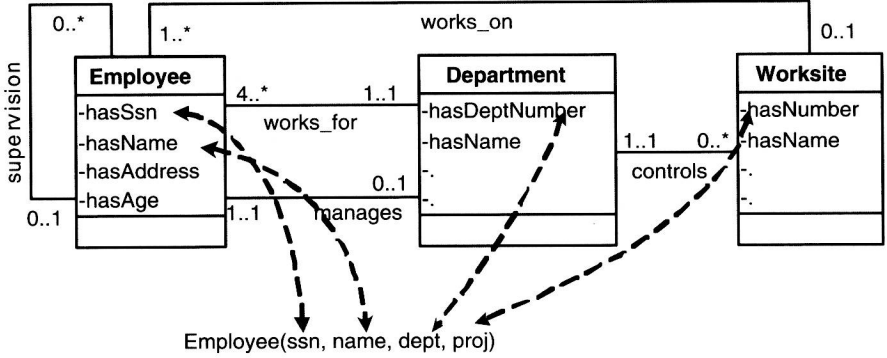 0..*
1..*
works_on
0..1
supervision
Employee
-hasSsn
-hasName
-hasAddress
-hasAge
4..*
1..1
works_for
Department
-hasDeptNumber
-hasName
-.
-.
1..1
0..*
controls
Worksite
-hasNumber
-hasName
-.
-.
0..1
0..1
1..1
manages
Employee(ssn, name, dept, proj)